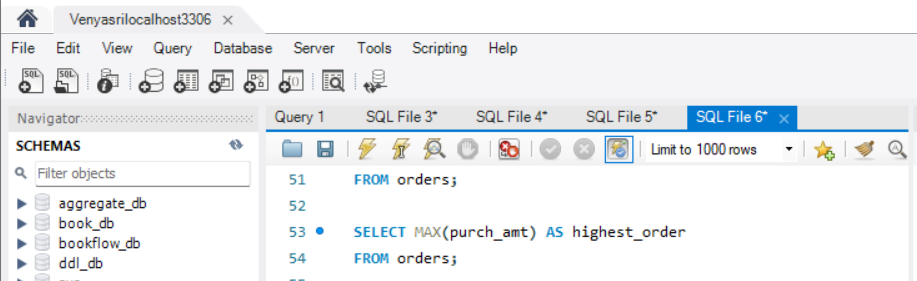 Venyasrilocalhost3306 ×
File Edit View Query Database Server Tools Scripting Help
SQL SQL
Navigator
Query 1 SQL File 3* SQL File 4* SQL File 5* SQL File 6* ×
SCHEMAS
Limit to 1000 rows
Filter objects
51 FROM orders;
aggregate_db
52
book_db
53 SELECT MAX(purch_amt) AS highest_order
bookflow_db
54 FROM orders;
ddl_db